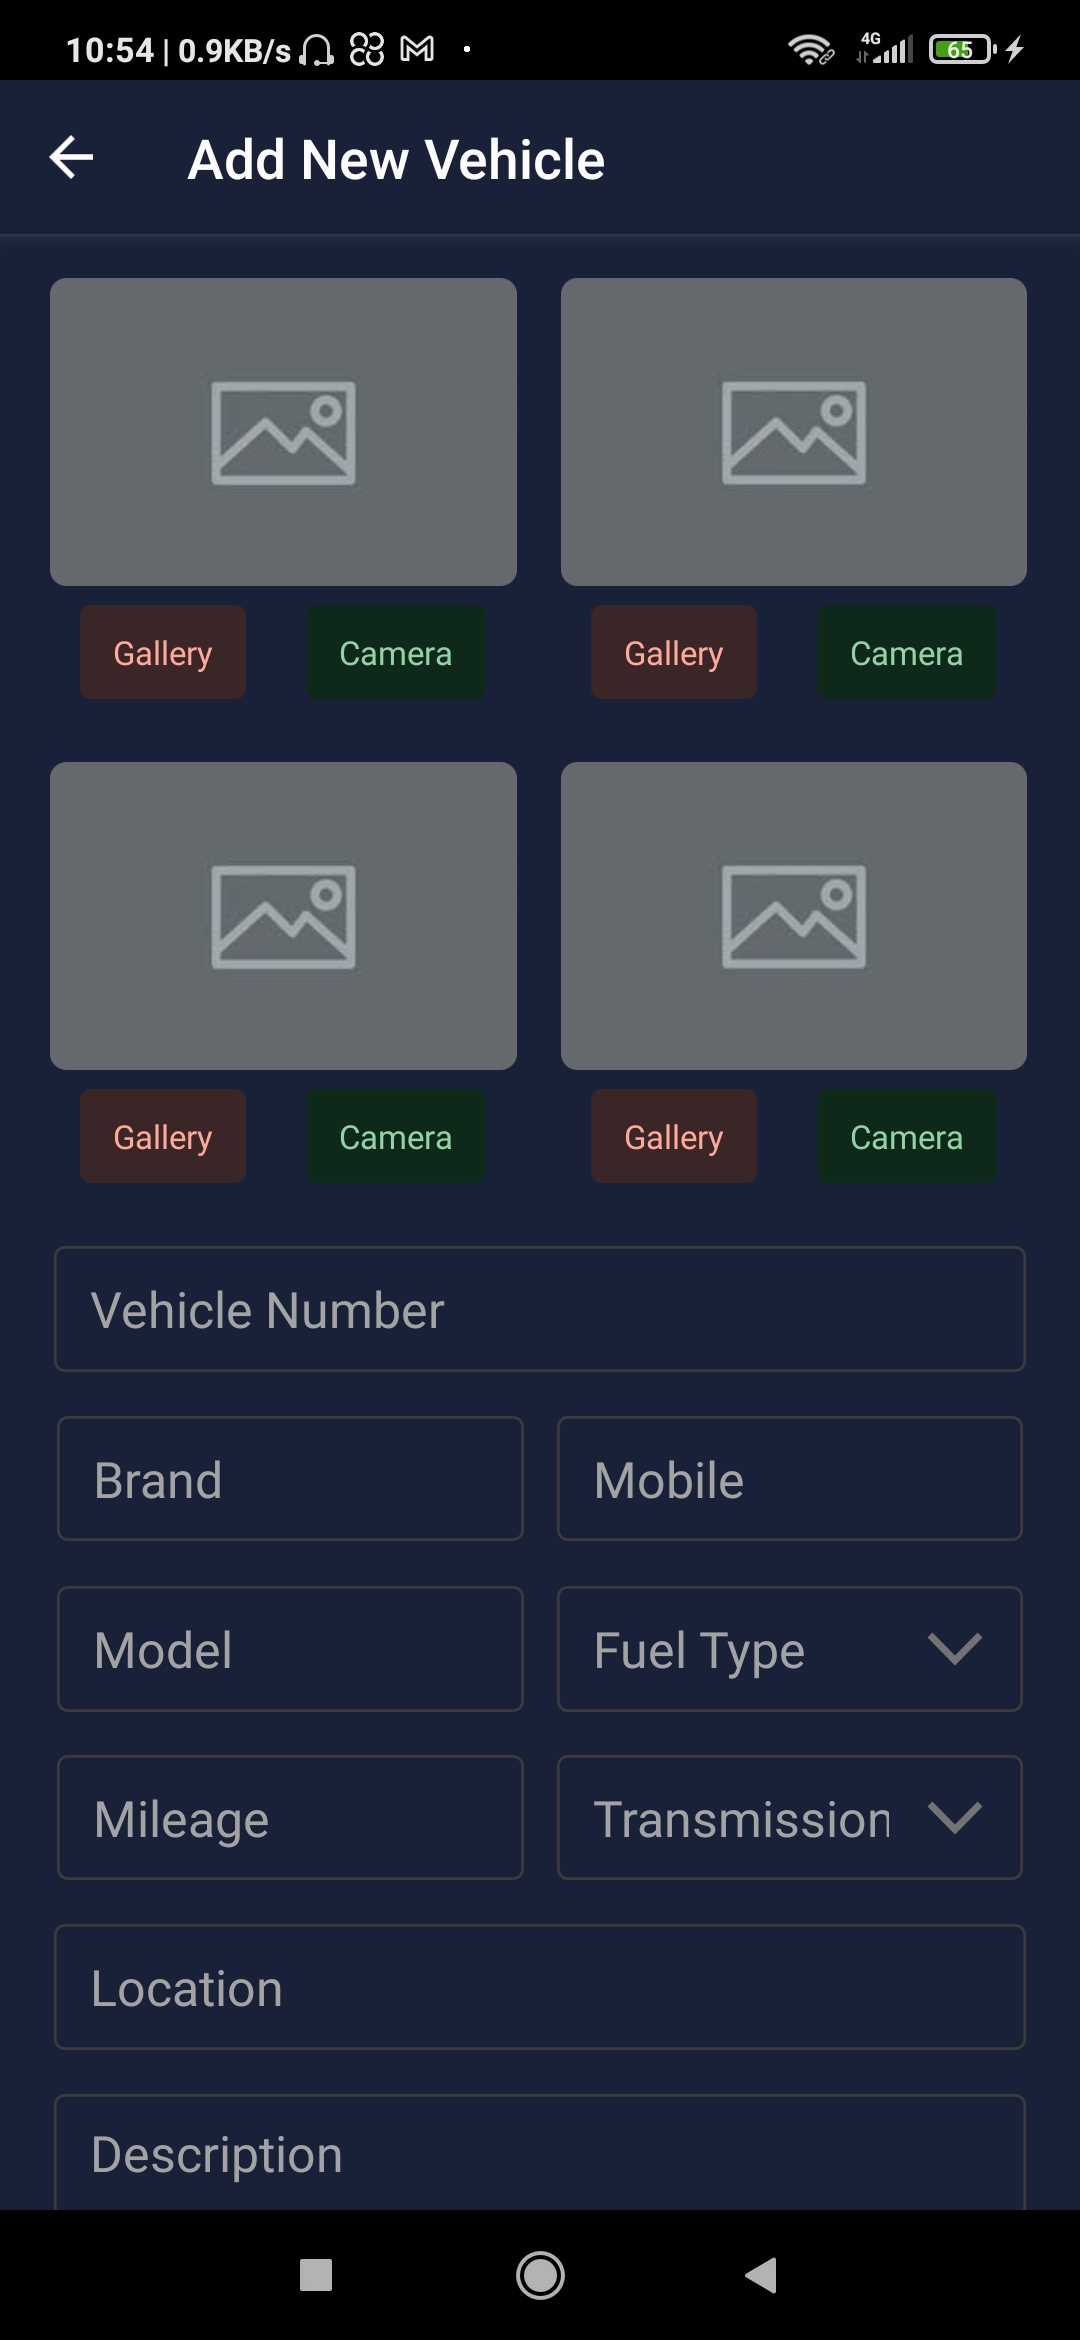 10:54 | 0.9KB/s 4G 65
Add New Vehicle
Gallery Camera Gallery Camera
Gallery Camera Gallery Camera
Vehicle Number
Brand Mobile
Model Fuel Type
Mileage Transmission
Location
Description